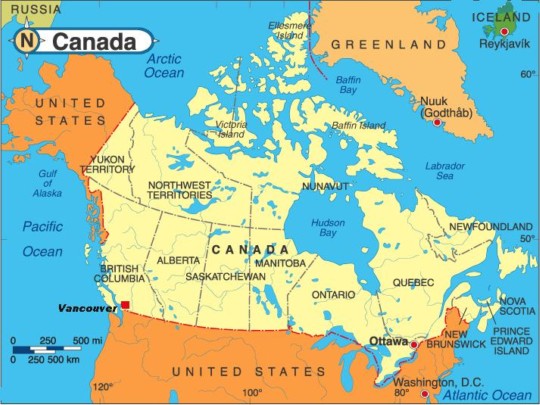 RUSSIA
N
Canada
Arctic
Ocean
Ellesmere
Island
GREENLAND
ICELAND
Reykjavík
60°
Baffin
Bay
Nuuk
(Godthåb)
UNITED
STATES
Victoria
Island
Baffin Island
Gulf
of
Alaska
YUKON
TERRITORY
NORTHWEST
TERRITORIES
NUNAVUT
Labrador
Sea
Pacific
Ocean
Hudson
Bay
NEWFOUNDLAND
50°
CANADA
BRITISH
COLUMBIA
ALBERTA
SASKATCHEWAN
MANITOBA
ONTARIO
QUEBEC
Vancouver
NOVA
SCOTIA
PRINCE
EDWARD
ISLAND
NEW
BRUNSWICK
Ottawa
0 250 500 mi
0 250 500 km
UNITED STATES
Washington, D.C.
Atlantic Ocean
120°
100°
80°